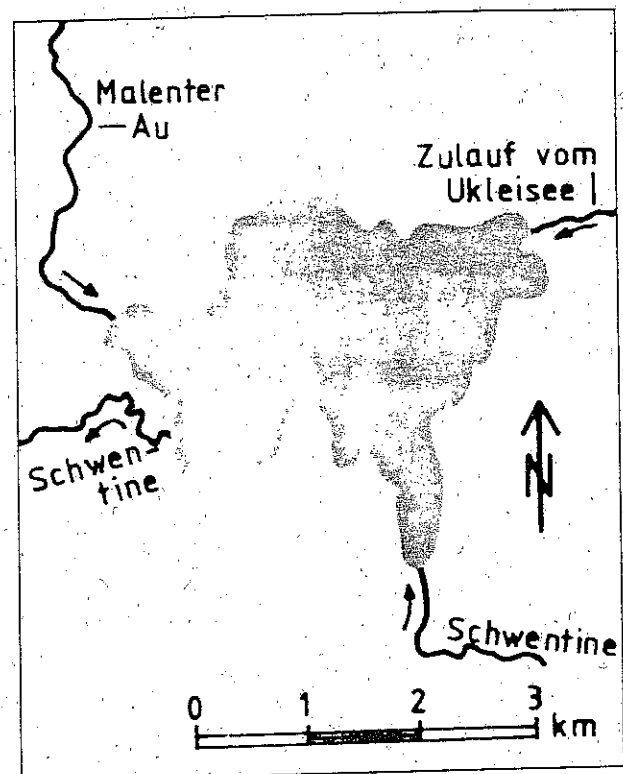 Malenter
—Au
Zulauf vom
Ukleisee
Schwen-
tine
N
Schwentine
0 1 2 3
km